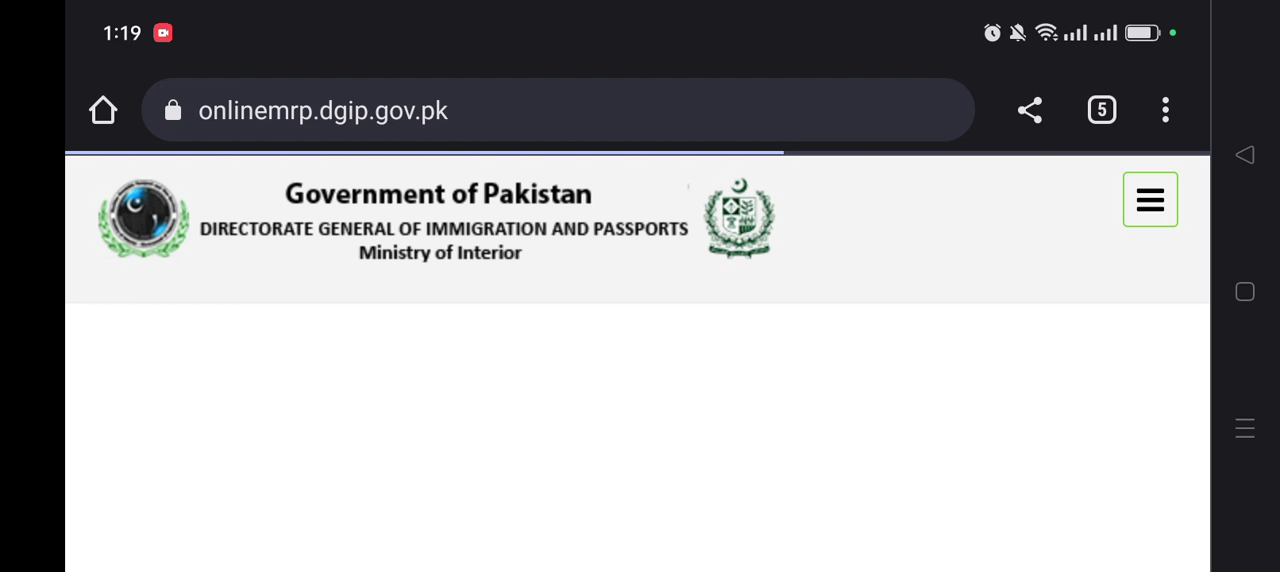 1:19
onlinemrp.dgip.gov.pk
5
Government of Pakistan
DIRECTORATE GENERAL OF IMMIGRATION AND PASSPORTS
Ministry of Interior